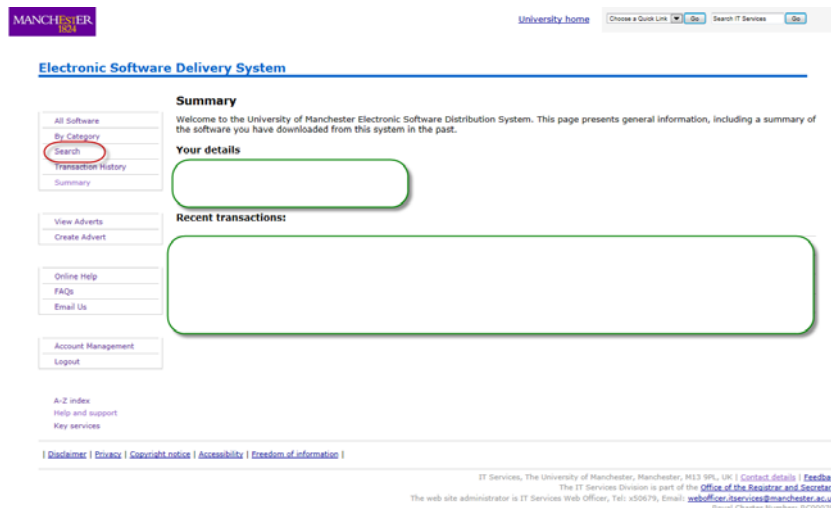 MANCHESTER
1824
University home
Choose a Quick Link Go Search IT Services Go
Electronic Software Delivery System
Summary
Welcome to the University of Manchester Electronic Software Distribution System. This page presents general information, including a summary of
the software you have downloaded from this system in the past.
Your details
Recent transactions:
All Software
By Category
Search
Transaction History
Summary
View Adverts
Create Advert
Online Help
FAQs
Email Us
Account Management
Logout
A-Z index
Help and support
Key services
| Disclaimer | Privacy | Copyright notice | Accessibility | Freedom of information |
IT Services, The University of Manchester, Manchester, M13 9PL, UK | Contact details | Feedba
The IT Services Division is part of the Office of the Registrar and Secretar
The web site administrator is IT Services Web Officer, Tel: x50679, Email: webofficer.itservices@manchester.ac.u
Royal Charter Number: